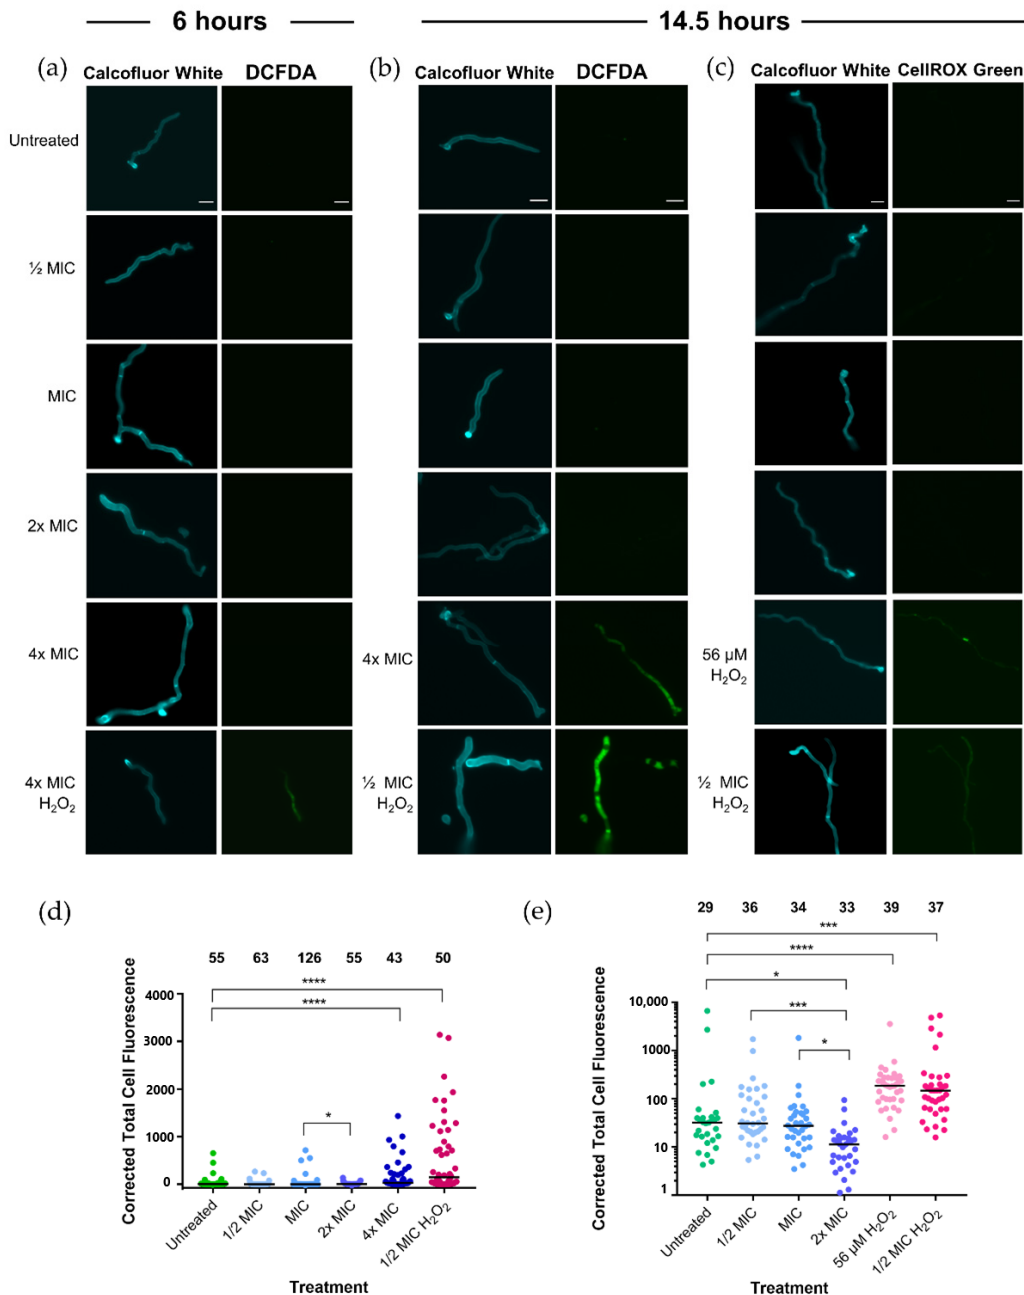 6 hours
14.5 hours
(a)
(b)
(c)
Calcofluor White
DCFDA
Calcofluor White
DCFDA
Calcofluor White
CellROX Green
Untreated
½ MIC
MIC
2x MIC
4x MIC
4x MIC
56 µM
H₂O₂
4x MIC
H₂O₂
½ MIC
H₂O₂
½ MIC
H₂O₂
(d)
55
63
126
55
43
50
****
****
*
Corrected Total Cell Fluorescence
4000
3000
2000
1000
0
Untreated
1/2 MIC
MIC
2x MIC
4x MIC
1/2 MIC H₂O₂
Treatment
(e)
29
36
34
33
39
37
***
****
*
***
*
Corrected Total Cell Fluorescence
10,000
1000
100
10
1
Untreated
1/2 MIC
MIC
2x MIC
56 µM H₂O₂
1/2 MIC H₂O₂
Treatment